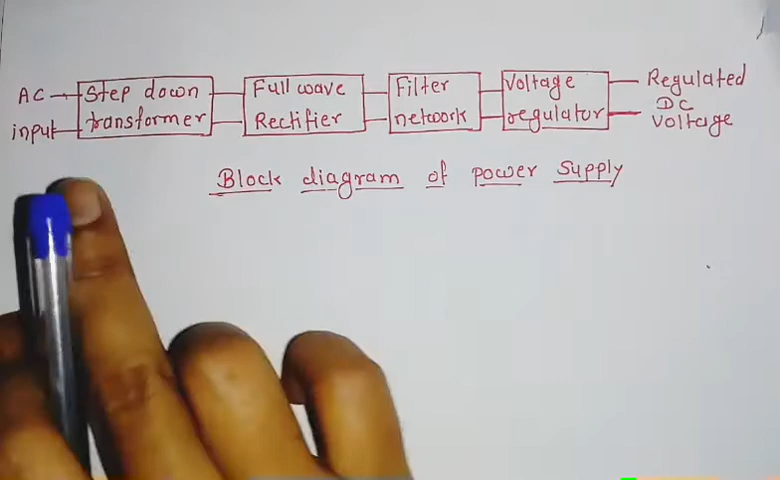 AC
input
Step down
transformer
Full wave
Rectifier
Filter
network
Voltage
regulator
Regulated
DC
Voltage
Block diagram of power Supply